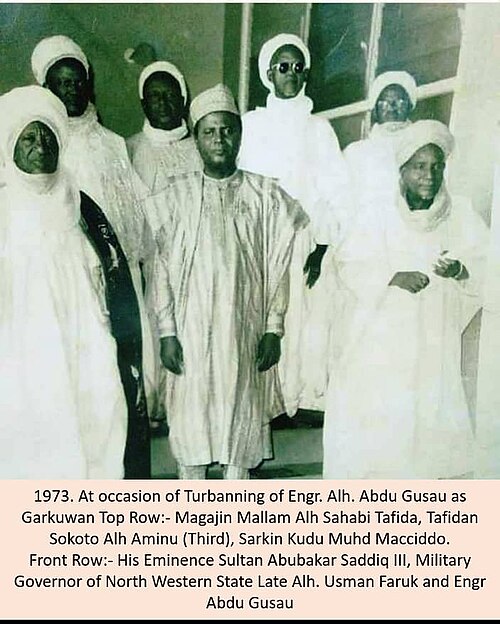 1973. At occasion of Turbanning of Engr. Alh. Abdu Gusau as
Garkuwan Top Row:- Magajin Mallam Alh Sahabi Tafida, Tafidan
Sokoto Alh Aminu (Third), Sarkin Kudu Muhd Macciddo.
Front Row:- His Eminence Sultan Abubakar Saddiq III, Military
Governor of North Western State Late Alh. Usman Faruk and Engr
Abdu Gusau